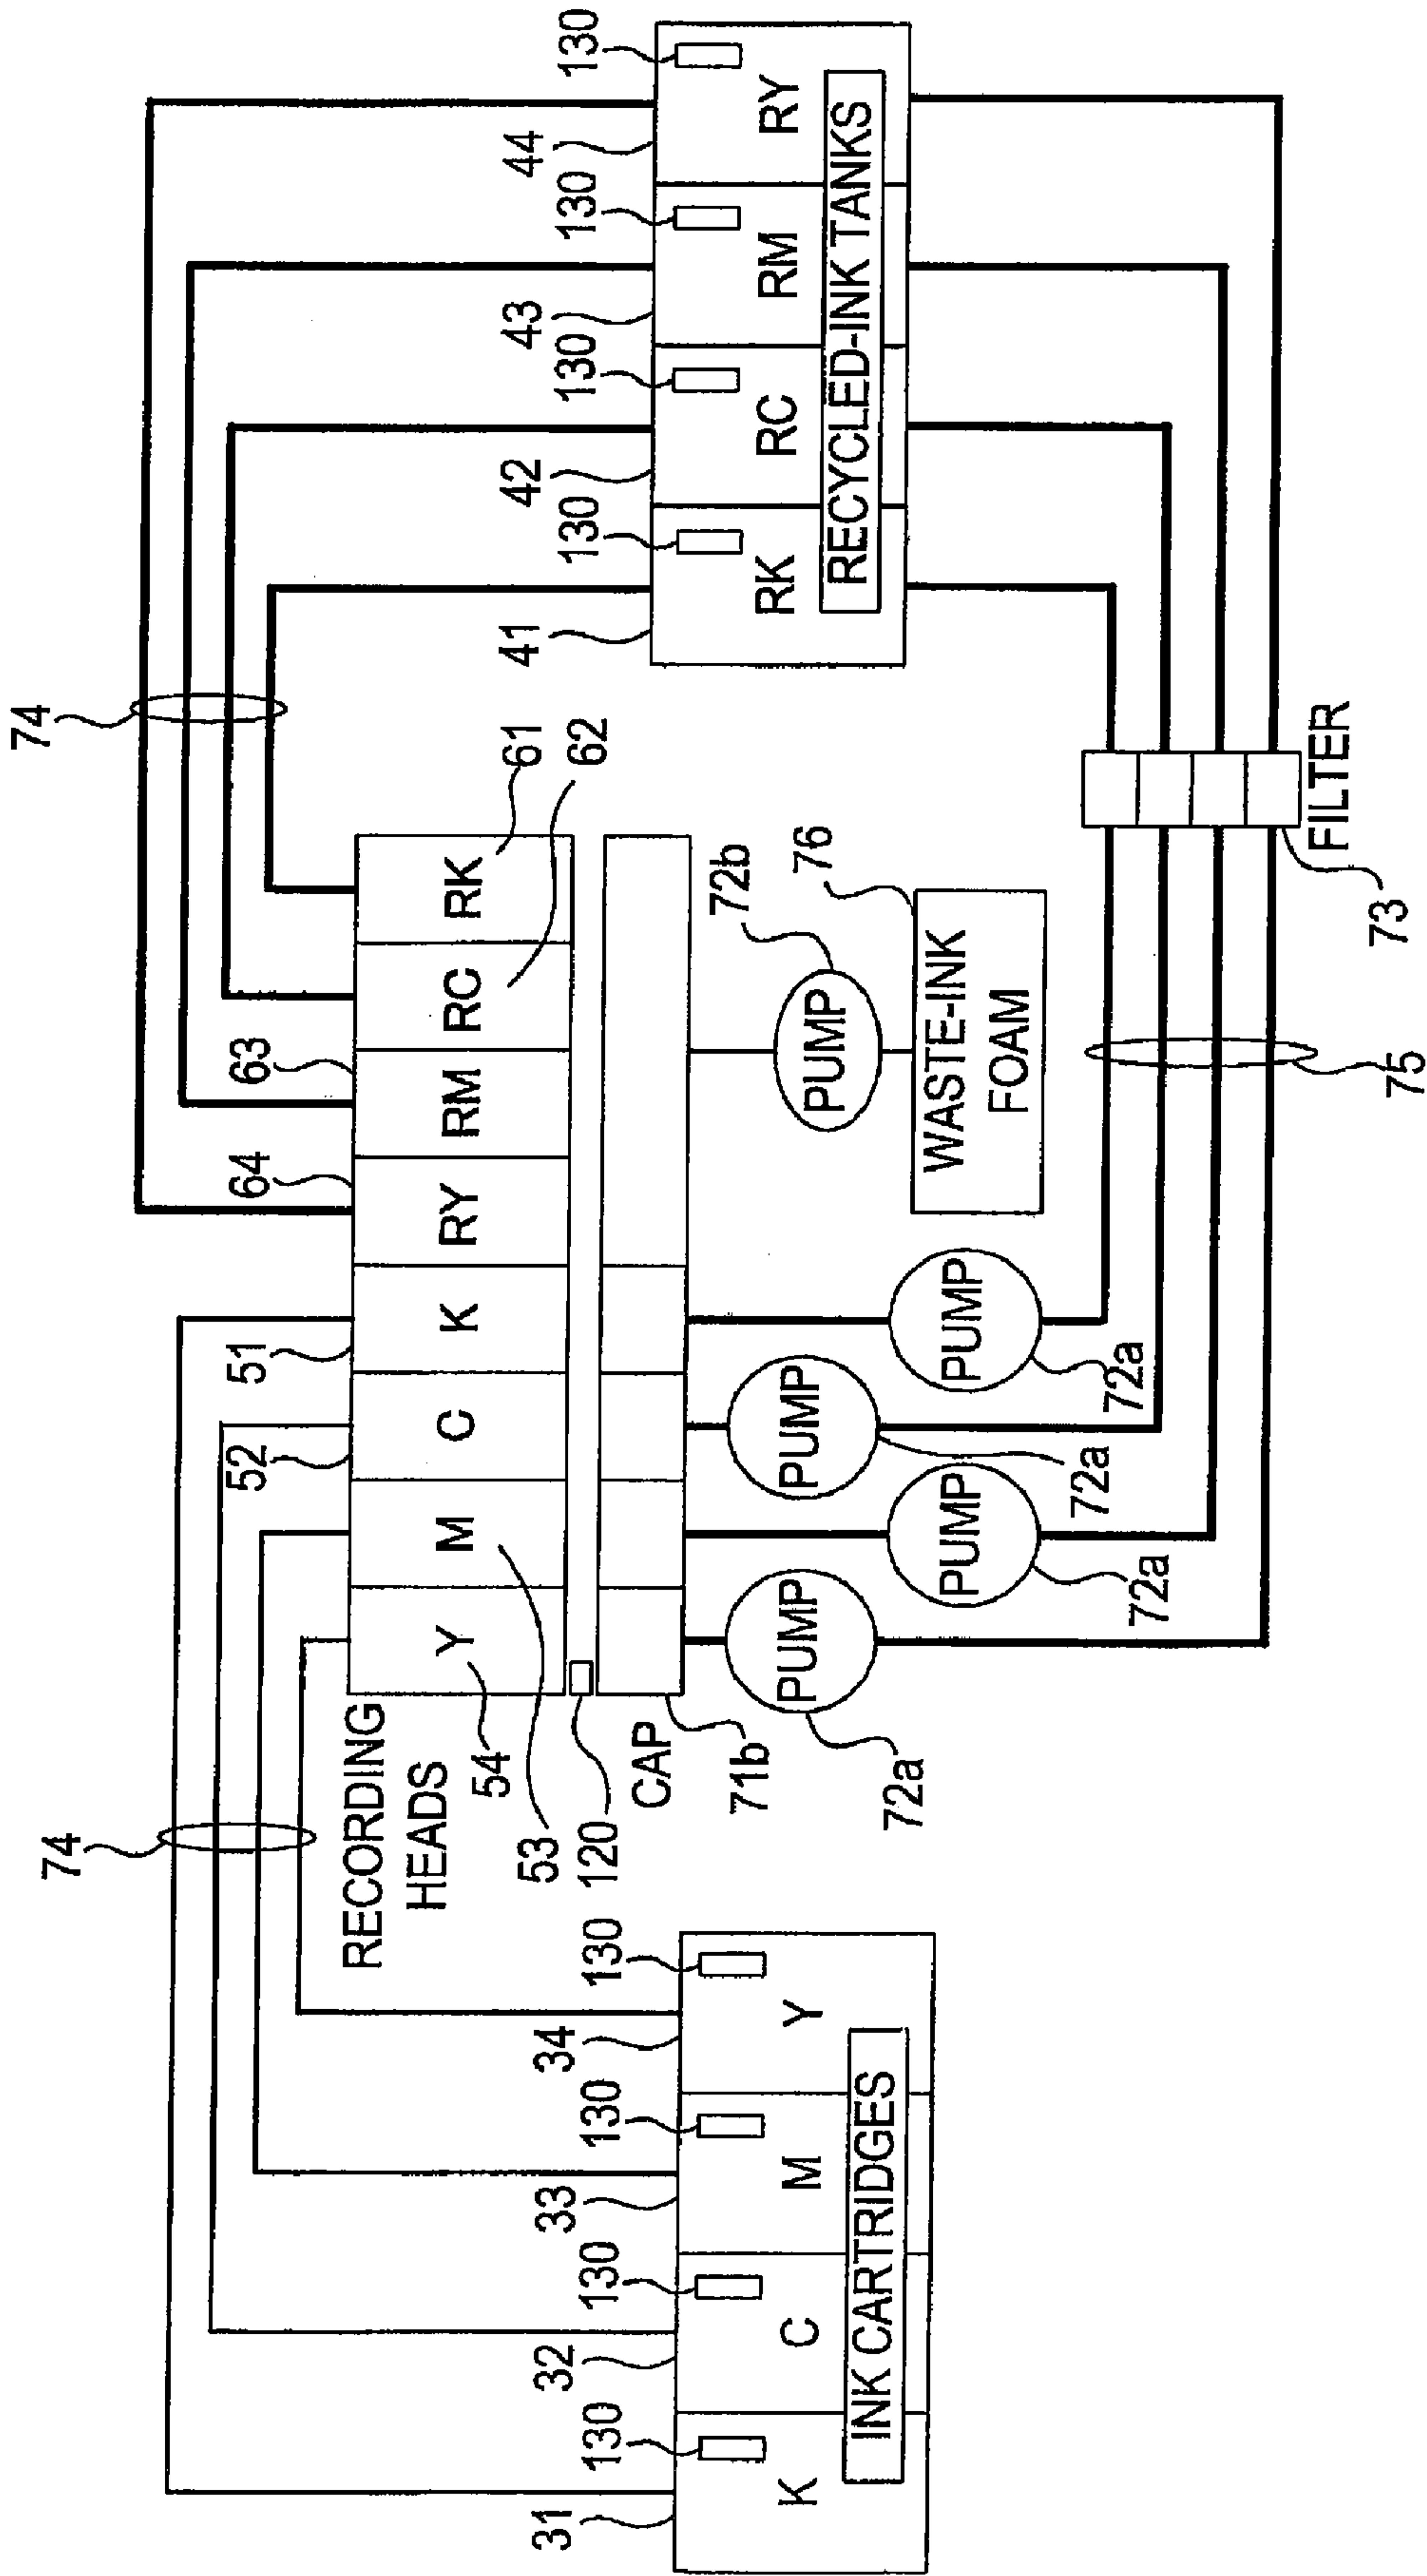 74
74
RECORDING
HEADS
54
53
120
52
51
64
63
61
62
Y
M
C
K
RY
RM
RC
RK
CAP
71b
PUMP
72a
PUMP
72a
PUMP
72a
PUMP
72a
PUMP
72b
76
WASTE-INK
FOAM
75
FILTER
73
31
130
32
130
33
130
34
130
K
C
M
Y
INK CARTRIDGES
41
130
42
130
43
130
44
130
RK
RC
RM
RY
RECYCLED-INK TANKS